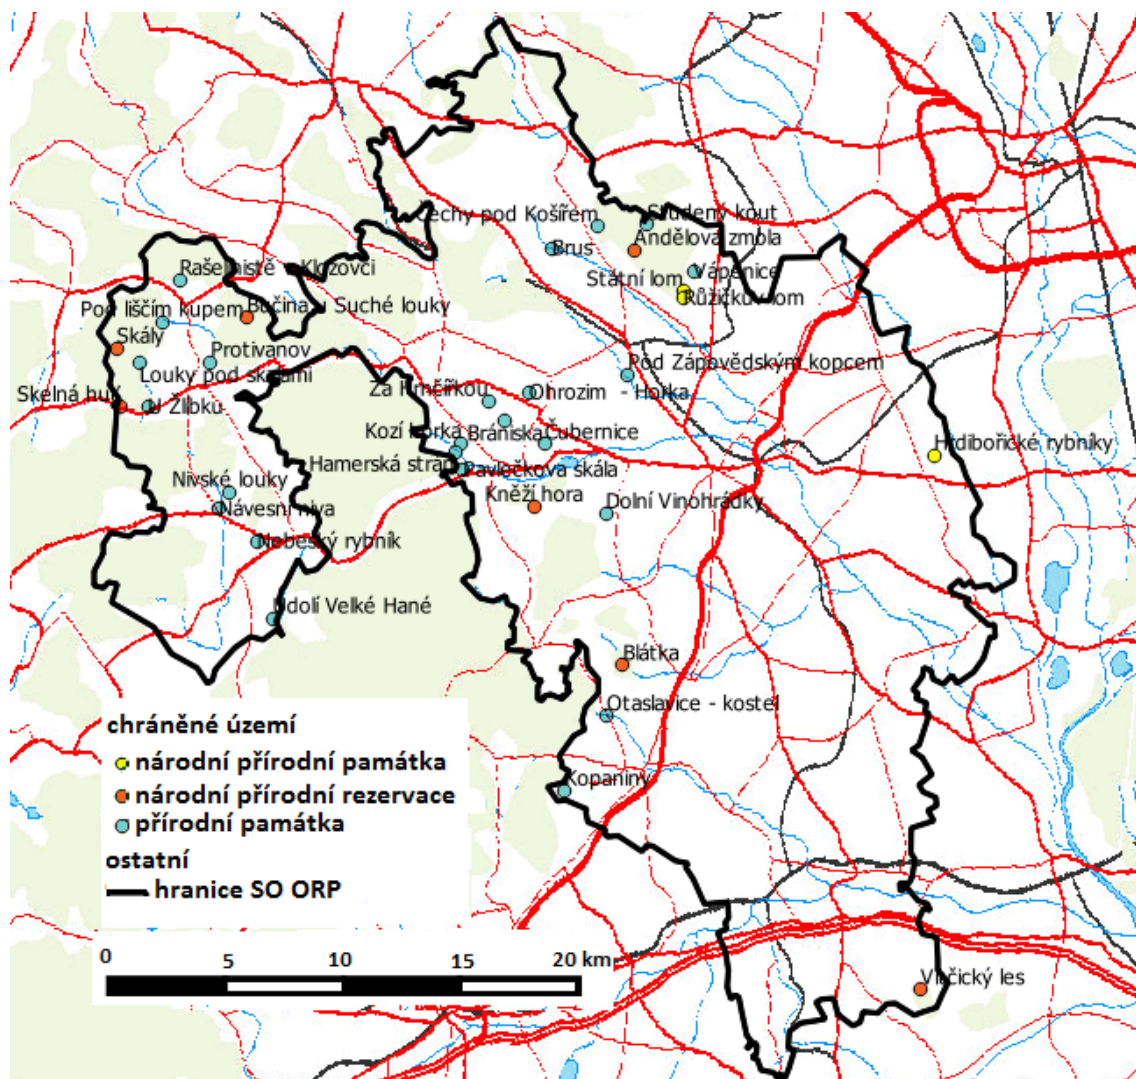 Čechy pod Košířem
Studený kout
Brus
Andělova zmola
Rašeliniště v Klozovči
Vápenice
Státní lom
Růžičkův lom
Pod liščím kupem
Bučina u Suché louky
Skály
Protivanov
Louky pod skalami
Pod Zápovědským kopcem
Skelná huť
U Žlíbku
Za Hrnčířkou
Ohrozim - Horka
Kozí horka
Brániska
Čubernice
Hrdibořické rybníky
Hamerská stráň
Pavlečkova skála
Nivské louky
Kněží hora
Dolní Vinohrádky
Návesní niva
Nebeský rybník
Údolí Velké Hané
Blátka
Otaslavice - kostel
Kopaniny
chráněné území
národní přírodní památka
národní přírodní rezervace
přírodní památka
ostatní
hranice SO ORP
0 5 10 15 20 km
Vlčický les